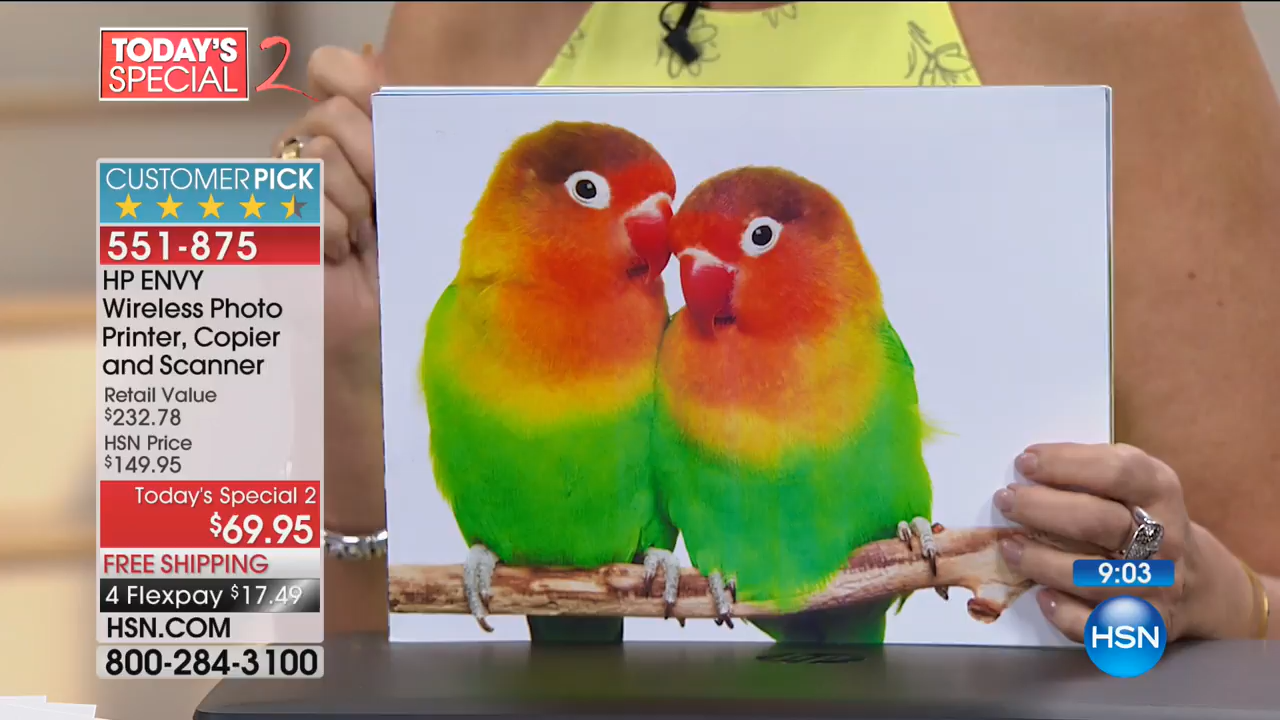 TODAY'S
SPECIAL 2
CUSTOMER PICK
551-875
HP ENVY
Wireless Photo
Printer, Copier
and Scanner
Retail Value
$232.78
HSN Price
$149.95
Today's Special 2
$69.95
FREE SHIPPING
4 Flexpay $17.49
HSN.COM
800-284-3100
9:03
HSN